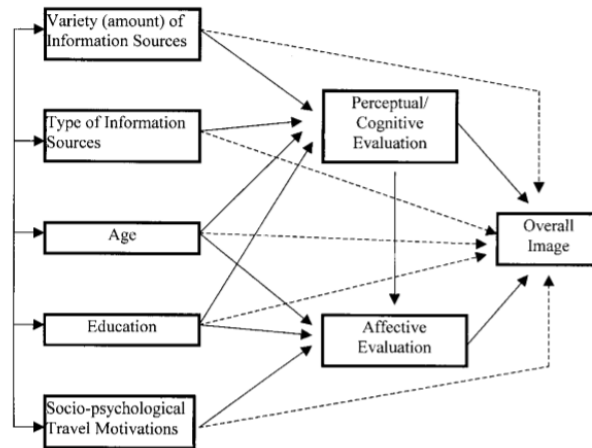 Variety (amount) of
Information Sources
Type of Information
Sources
Perceptual/
Cognitive
Evaluation
Age
Overall
Image
Education
Affective
Evaluation
Socio-psychological
Travel Motivations